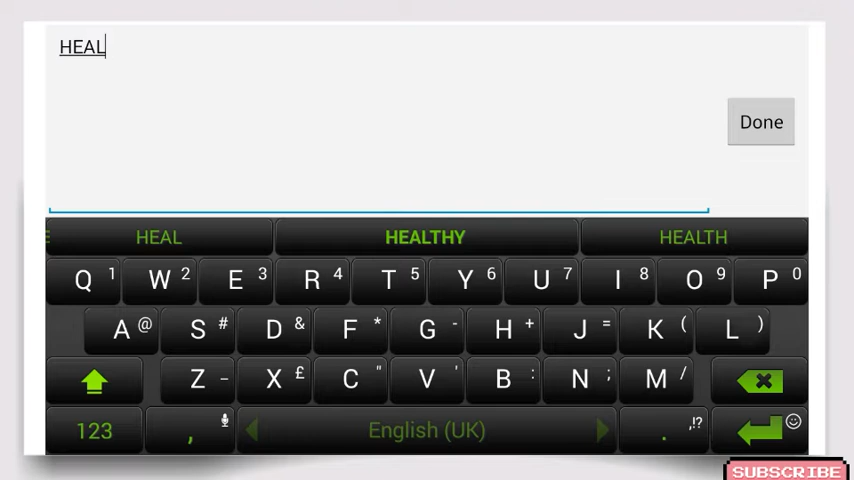 HEAL
Done
HEAL HEALTHY HEALTH
Q 1 W 2 E 3 R 4 T 5 Y 6 U 7 I 8 O 9 P 0
A @ S # D & F * G - H + J = K ( L )
Z _ X £ C " V ' B : N ; M /
123 , English (UK) . ,!?
SUBSCRIBE